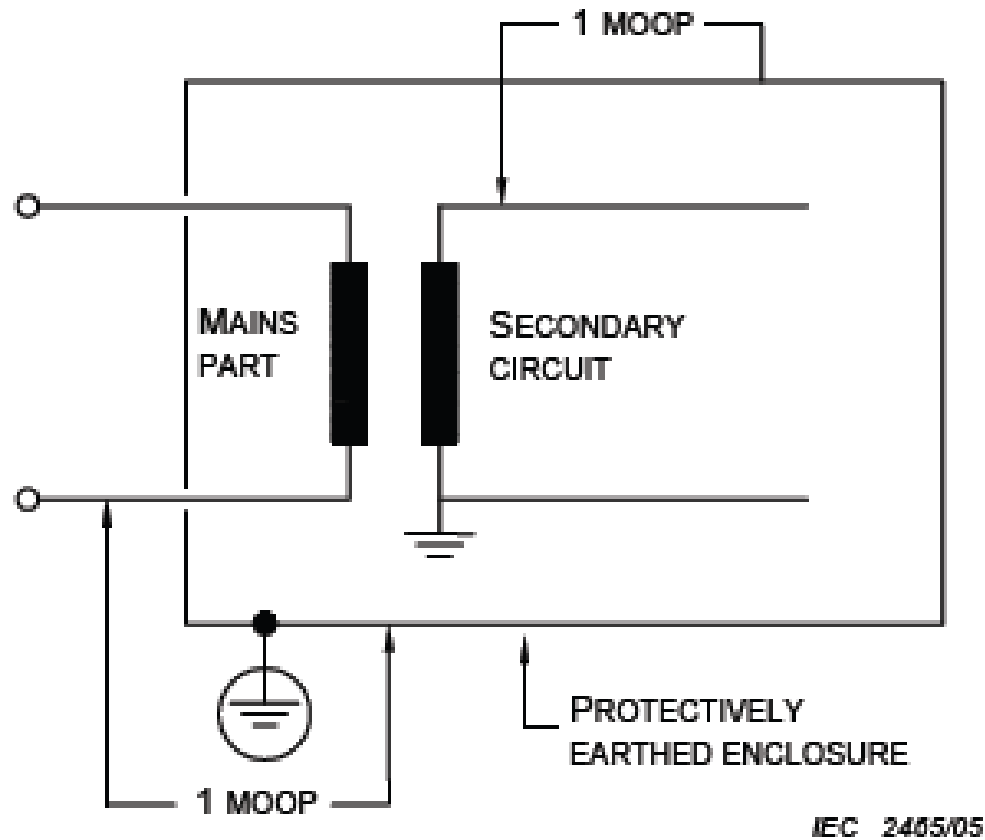 1 MOOP
MAINS
PART
SECONDARY
CIRCUIT
PROTECTIVELY
EARTHED ENCLOSURE
1 MOOP
IEC 2465/05